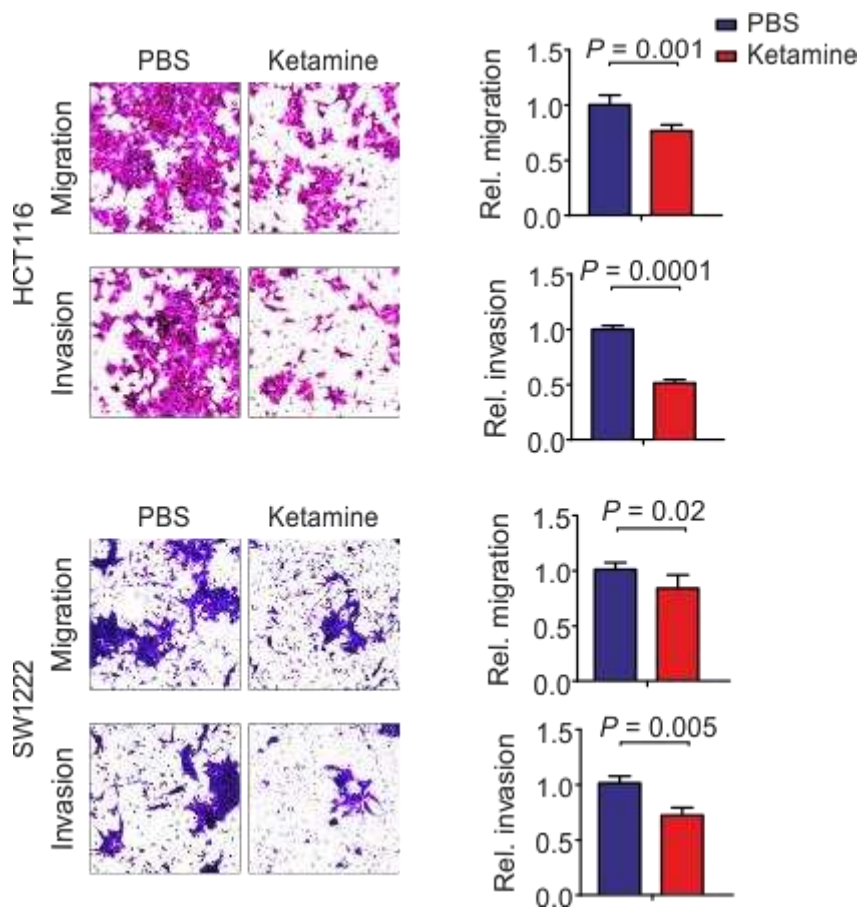 PBS
Ketamine
PBS Ketamine
HCT116
Migration
1.5
P = 0.001
1.0
0.5
0.0
Rel. migration
Invasion
1.5
P = 0.0001
1.0
0.5
0.0
Rel. invasion
PBS Ketamine
SW1222
Migration
1.5
P = 0.02
1.0
0.5
0.0
Rel. migration
Invasion
1.5
P = 0.005
1.0
0.5
0.0
Rel. invasion